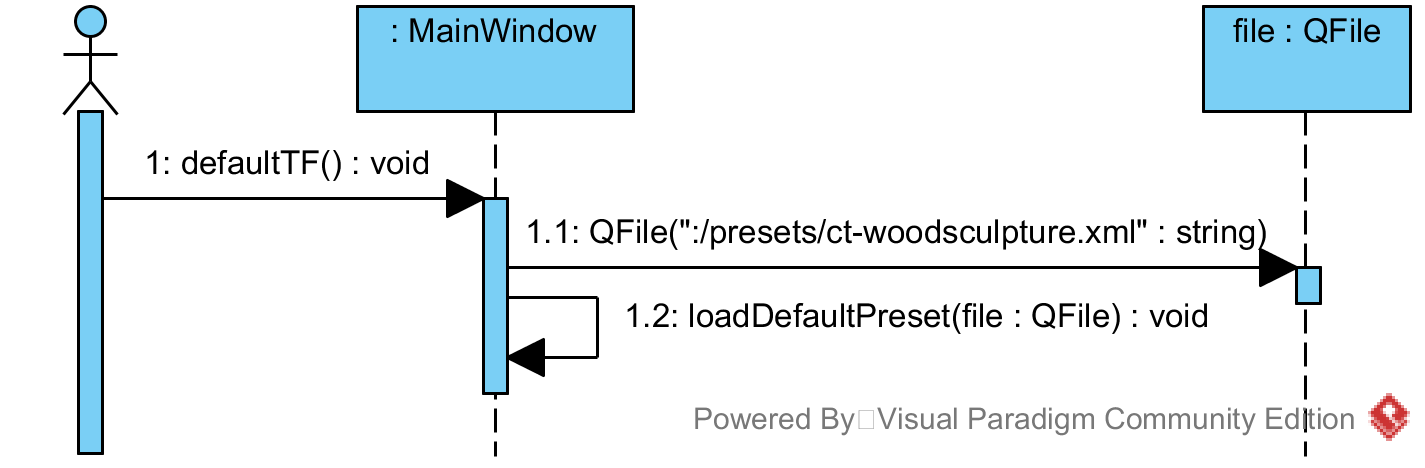 : MainWindow
file : QFile
1: defaultTF() : void
1.1: QFile(":/presets/ct-woodsculpture.xml" : string)
1.2: loadDefaultPreset(file : QFile) : void
Powered By Visual Paradigm Community Edition